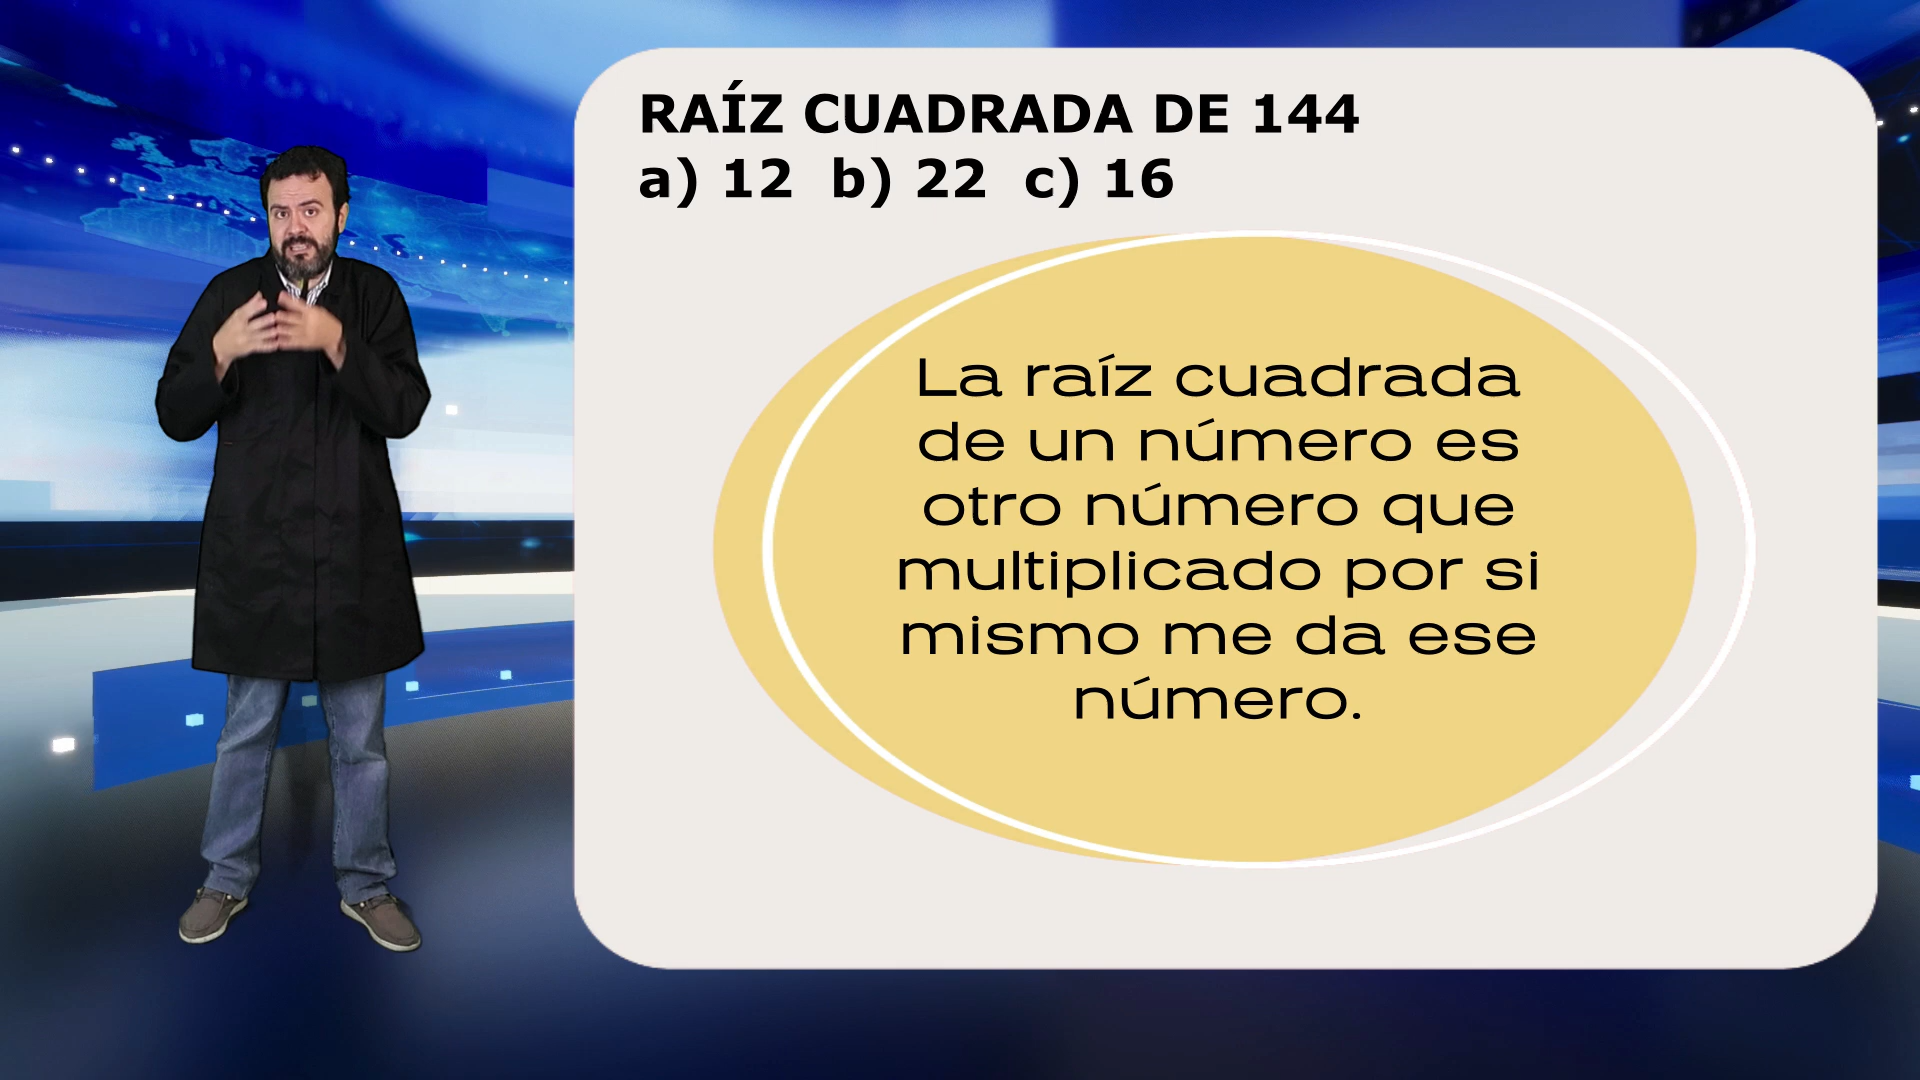 RAÍZ CUADRADA DE 144
a) 12 b) 22 c) 16
La raíz cuadrada
de un número es
otro número que
multiplicado por si
mismo me da ese
número.